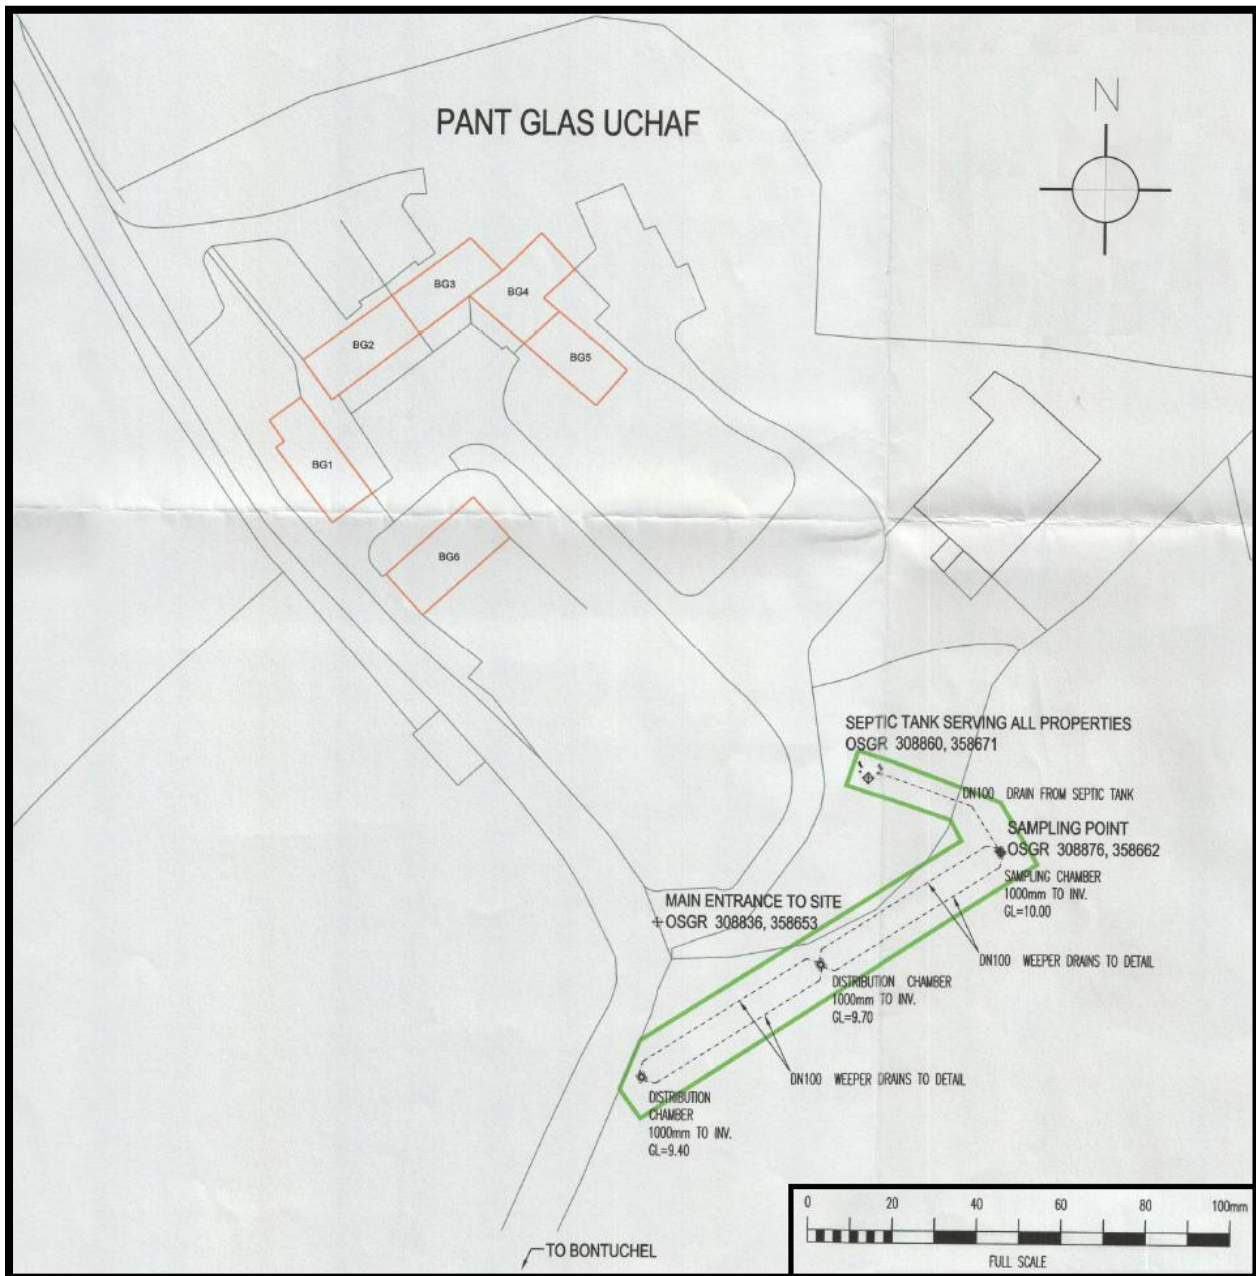 PANT GLAS UCHAF
N
BG3
BG4
BG2
BG5
BG1
BG6
SEPTIC TANK SERVING ALL PROPERTIES
OSGR 308860, 358671
DN100 DRAIN FROM SEPTIC TANK
SAMPLING POINT
OSGR 308876, 358662
SAMPLING CHAMBER
1000mm TO INV.
GL=10.00
MAIN ENTRANCE TO SITE
OSGR 308836, 358653
DN100 WEEPER DRAINS TO DETAIL
DISTRIBUTION CHAMBER
1000mm TO INV.
GL=9.70
DN100 WEEPER DRAINS TO DETAIL
DISTRIBUTION
CHAMBER
1000mm TO INV.
GL=9.40
TO BONTUCHEL
0 20 40 60 80 100mm
FULL SCALE